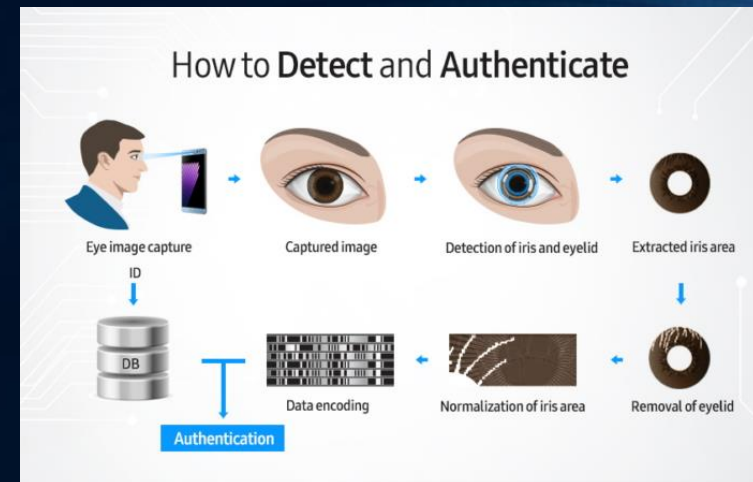 How to Detect and Authenticate
Eye image capture
Captured image
Detection of iris and eyelid
Extracted iris area
ID
DB
Data encoding
Normalization of iris area
Removal of eyelid
Authentication